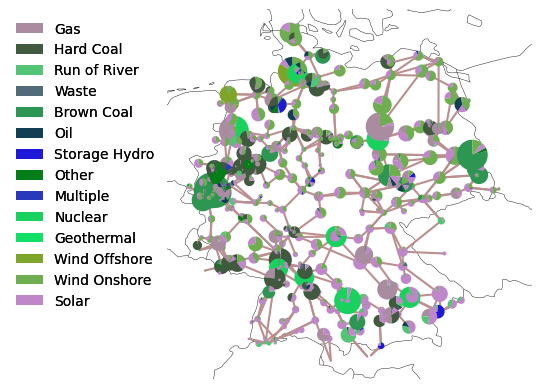 Gas
Hard Coal
Run of River
Waste
Brown Coal
Oil
Storage Hydro
Other
Multiple
Nuclear
Geothermal
Wind Offshore
Wind Onshore
Solar